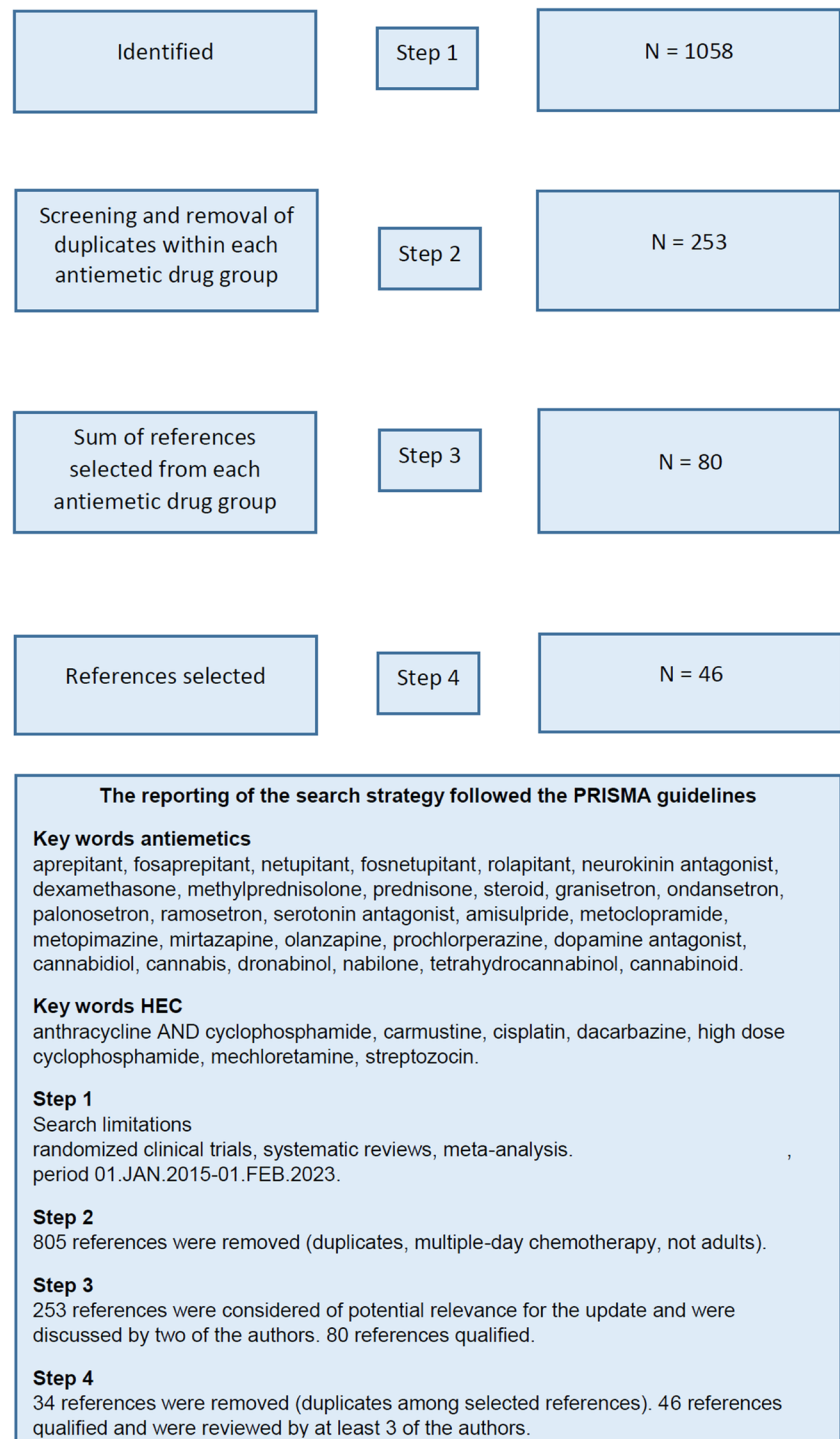 Identified
Step 1
N = 1058
Screening and removal of
duplicates within each
antiemetic drug group
Step 2
N = 253
Sum of references
selected from each
antiemetic drug group
Step 3
N = 80
References selected
Step 4
N = 46
The reporting of the search strategy followed the PRISMA guidelines
Key words antiemetics
aprepitant, fosaprepitant, netupitant, fosnetupitant, rolapitant, neurokinin antagonist,
dexamethasone, methylprednisolone, prednisone, steroid, granisetron, ondansetron,
palonosetron, ramosetron, serotonin antagonist, amisulpride, metoclopramide,
metopimazine, mirtazapine, olanzapine, prochlorperazine, dopamine antagonist,
cannabidiol, cannabis, dronabinol, nabilone, tetrahydrocannabinol, cannabinoid.
Key words HEC
anthracycline AND cyclophosphamide, carmustine, cisplatin, dacarbazine, high dose
cyclophosphamide, mechloretamine, streptozocin.
Step 1
Search limitations
randomized clinical trials, systematic reviews, meta-analysis. ,
period 01.JAN.2015-01.FEB.2023.
Step 2
805 references were removed (duplicates, multiple-day chemotherapy, not adults).
Step 3
253 references were considered of potential relevance for the update and were
discussed by two of the authors. 80 references qualified.
Step 4
34 references were removed (duplicates among selected references). 46 references
qualified and were reviewed by at least 3 of the authors.